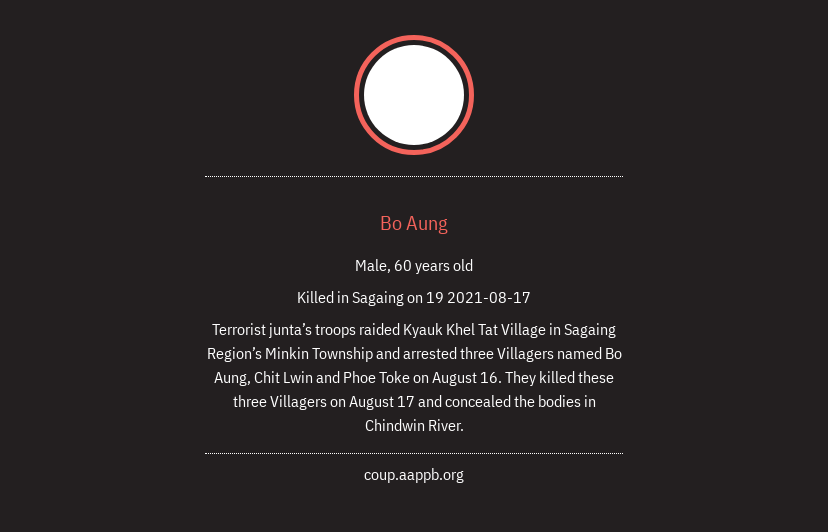 Bo Aung
Male, 60 years old
Killed in Sagaing on 19 2021-08-17
Terrorist junta’s troops raided Kyauk Khel Tat Village in Sagaing
Region’s Minkin Township and arrested three Villagers named Bo
Aung, Chit Lwin and Phoe Toke on August 16. They killed these
three Villagers on August 17 and concealed the bodies in
Chindwin River.
coup.aappb.org